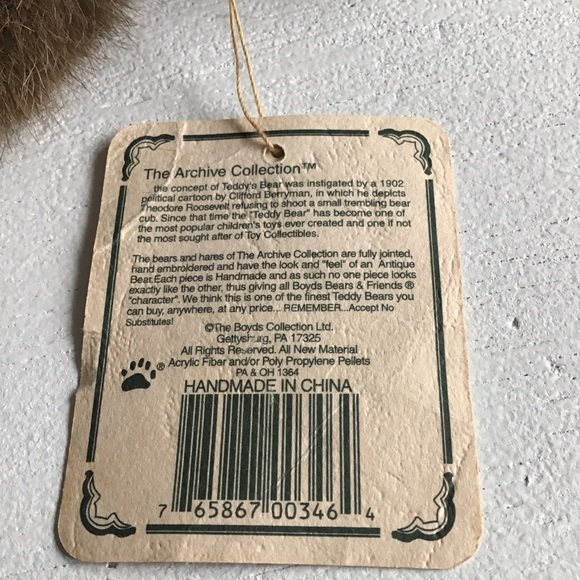 The Archive Collection™
the concept of Teddy's Bear was instigated by a 1902
political cartoon by Clifford Berryman, in which he depicts
Theodore Roosevelt refusing to shoot a small trembling bear
cub. Since that time the "Teddy Bear" has become one of
the most popular children's toys ever created and one if not
the most sought after of Toy Collectibles.
The bears and hares of The Archive Collection are fully jointed,
hand embroidered and have the look and "feel" of an Antique
Bear.Each piece is Handmade and as such no one piece looks
exactly like the other, thus giving all Boyds Bears & Friends ®
"character". We think this is one of the finest Teddy Bears you
can buy, anywhere, at any price... REMEMBER...Accept No
Substitutes!
©The Boyds Collection Ltd.
Gettysburg, PA 17325
All Rights Reserved. All New Material
® Acrylic Fiber and/or Poly Propylene Pellets
PA & OH 1364
HANDMADE IN CHINA
7 65867 00346 4